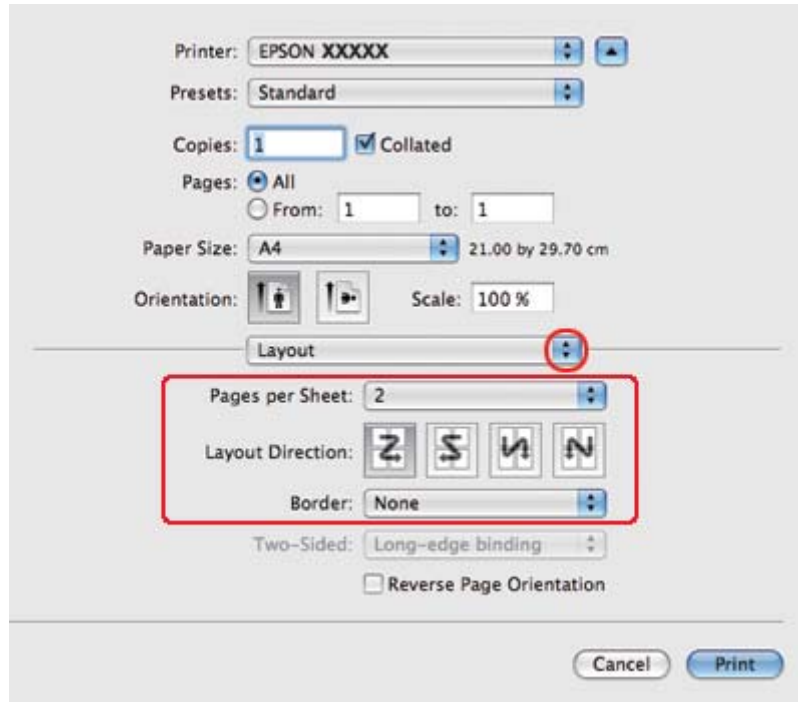 Printer: EPSON XXXXX
Presets: Standard
Copies: 1 Collated
Pages: All
From: 1 to: 1
Paper Size: A4 21.00 by 29.70 cm
Orientation: Scale: 100 %
Layout
Pages per Sheet: 2
Layout Direction:
Border: None
Two-Sided: Long-edge binding
Reverse Page Orientation
Cancel Print